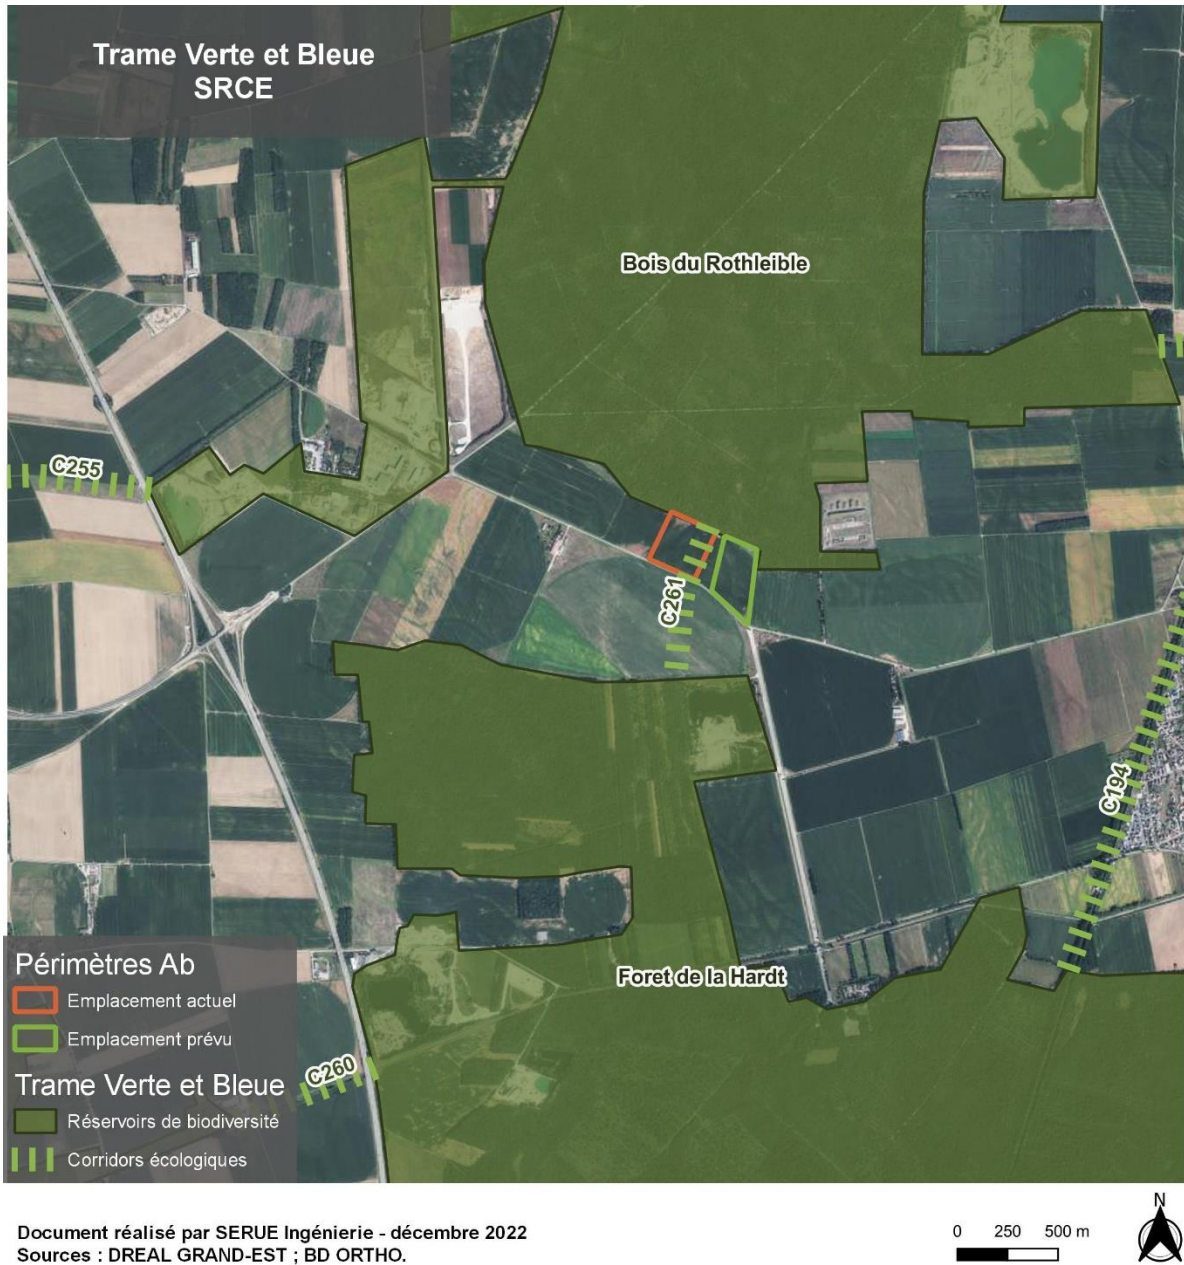 Trame Verte et Bleue
SRCE
Bois du Rothleible
C255
C261
C194
Foret de la Hardt
C260
Périmètres Ab
Emplacement actuel
Emplacement prévu
Trame Verte et Bleue
Réservoirs de biodiversité
Corridors écologiques
Document réalisé par SERUE Ingénierie - décembre 2022
Sources : DREAL GRAND-EST ; BD ORTHO.
0 250 500 m
N